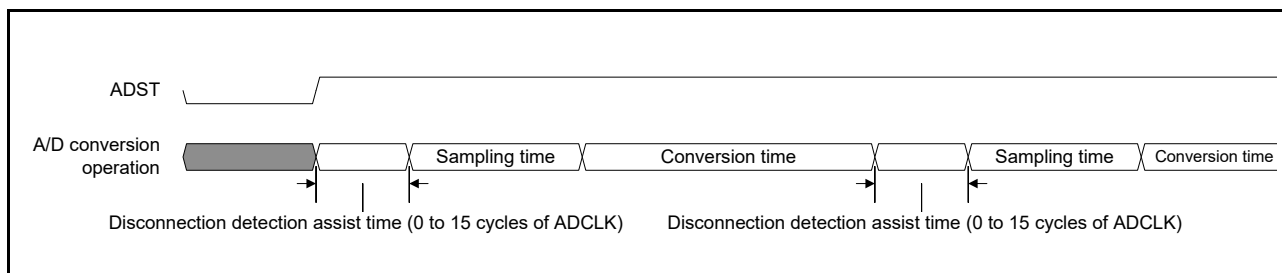 ADST
A/D conversion
operation
Sampling time
Conversion time
Sampling time
Conversion time
Disconnection detection assist time (0 to 15 cycles of ADCLK)
Disconnection detection assist time (0 to 15 cycles of ADCLK)